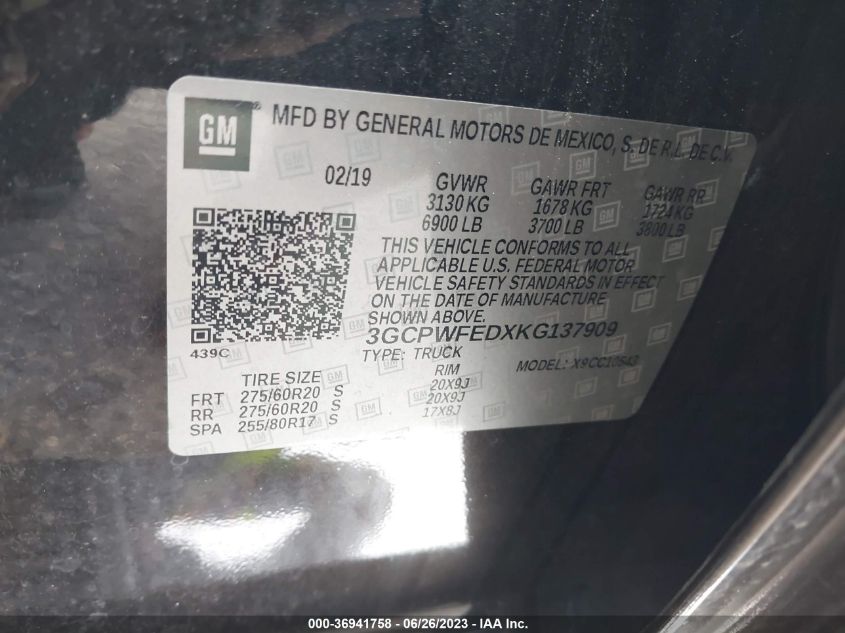 GM
MFD BY GENERAL MOTORS DE MEXICO, S. DE R.L. DE C.V.
02/19
GVWR GAWR FRT GAWR RR
3130 KG 1678 KG 1724 KG
6900 LB 3700 LB 3800 LB
THIS VEHICLE CONFORMS TO ALL
APPLICABLE U.S. FEDERAL MOTOR
VEHICLE SAFETY STANDARDS IN EFFECT
ON THE DATE OF MANUFACTURE
SHOWN ABOVE.
3GCPWFEDXKG137909
439C
TYPE: TRUCK MODEL: X9CC10543
TIRE SIZE RIM
FRT 275/60R20 S 20X9J
RR 275/60R20 S 20X9J
SPA 255/80R17 S 17X8J
000-36941758 - 06/26/2023 - IAA Inc.